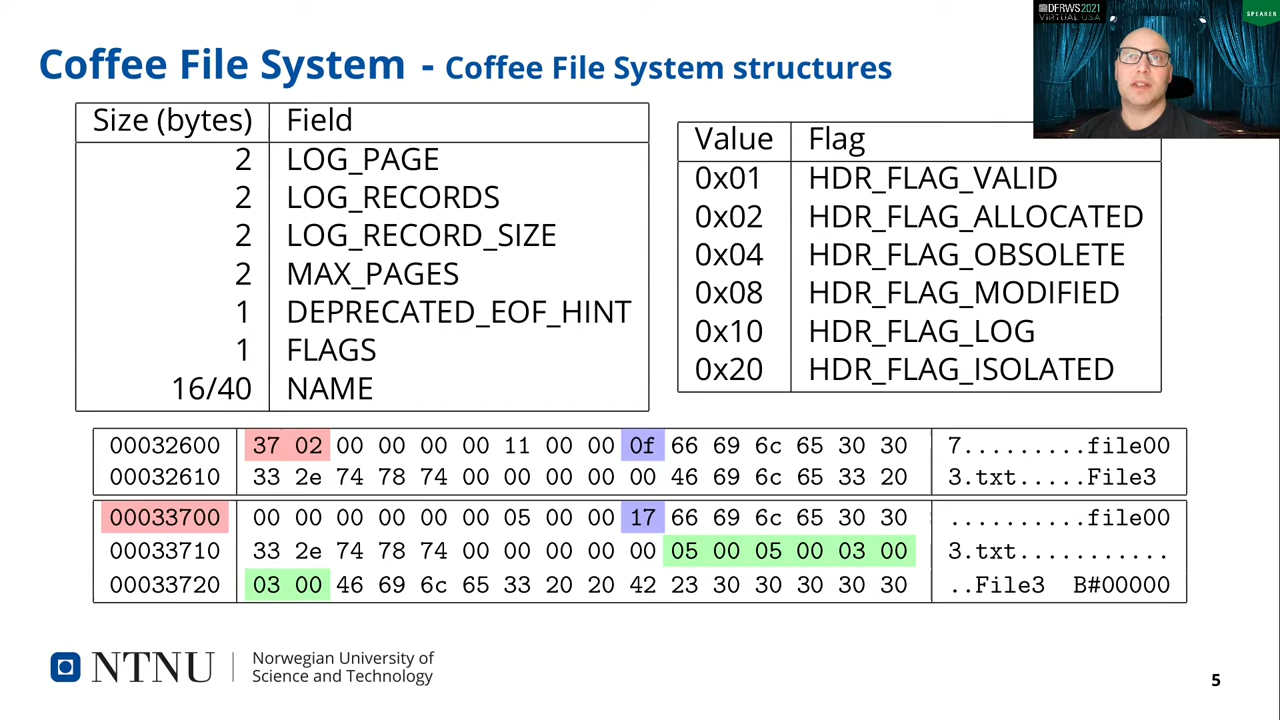 DFRWS2021
VIRTUAL USA
SPEAKER
Coffee File System - Coffee File System structures
Size (bytes) Field
2 LOG_PAGE
2 LOG_RECORDS
2 LOG_RECORD_SIZE
2 MAX_PAGES
1 DEPRECATED_EOF_HINT
1 FLAGS
16/40 NAME
Value Flag
0x01 HDR_FLAG_VALID
0x02 HDR_FLAG_ALLOCATED
0x04 HDR_FLAG_OBSOLETE
0x08 HDR_FLAG_MODIFIED
0x10 HDR_FLAG_LOG
0x20 HDR_FLAG_ISOLATED
00032600 37 02 00 00 00 00 11 00 00 0f 66 69 6c 65 30 30 7.........file00
00032610 33 2e 74 78 74 00 00 00 00 00 46 69 6c 65 33 20 3.txt.....File3
00033700 00 00 00 00 00 00 05 00 00 17 66 69 6c 65 30 30 ..........file00
00033710 33 2e 74 78 74 00 00 00 00 00 05 00 05 00 03 00 3.txt...........
00033720 03 00 46 69 6c 65 33 20 20 42 23 30 30 30 30 30 ..File3  B#00000
NTNU
Norwegian University of
Science and Technology
5